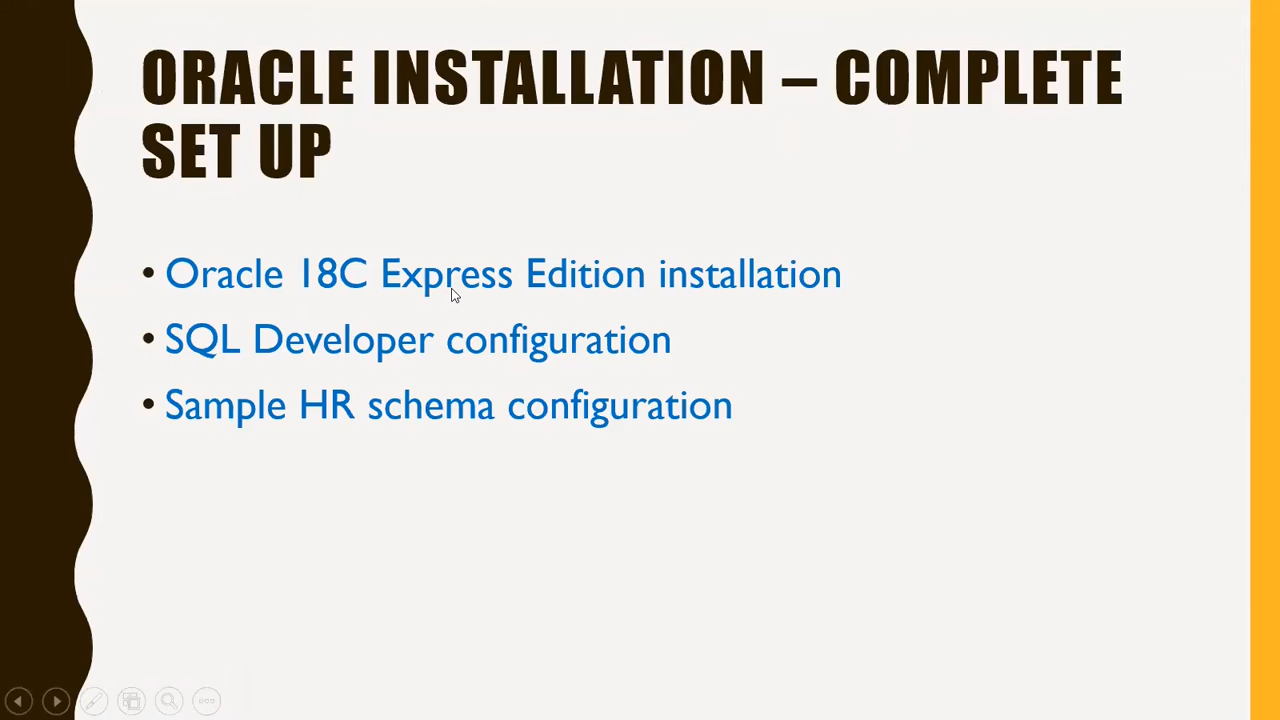 ORACLE INSTALLATION – COMPLETE
SET UP
• Oracle 18C Express Edition installation
• SQL Developer configuration
• Sample HR schema configuration